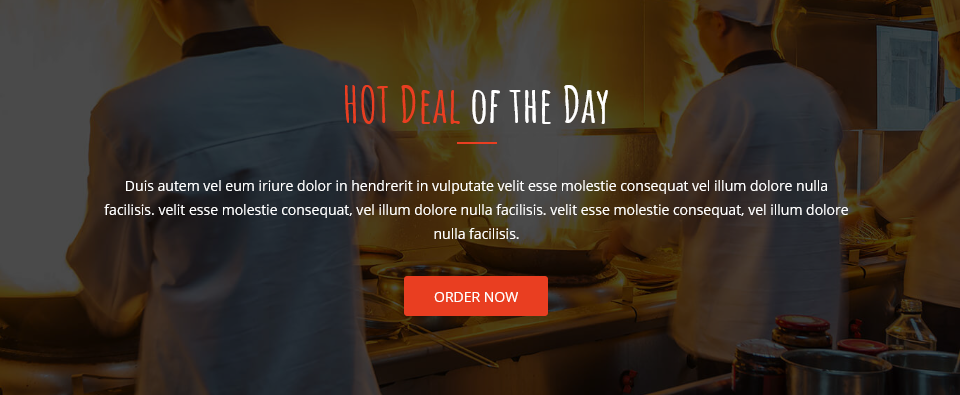 HOT DEAL OF THE DAY
Duis autem vel eum iriure dolor in hendrerit in vulputate velit esse molestie consequat vel illum dolore nulla
facilisis. velit esse molestie consequat, vel illum dolore nulla facilisis. velit esse molestie consequat, vel illum dolore
nulla facilisis.
ORDER NOW